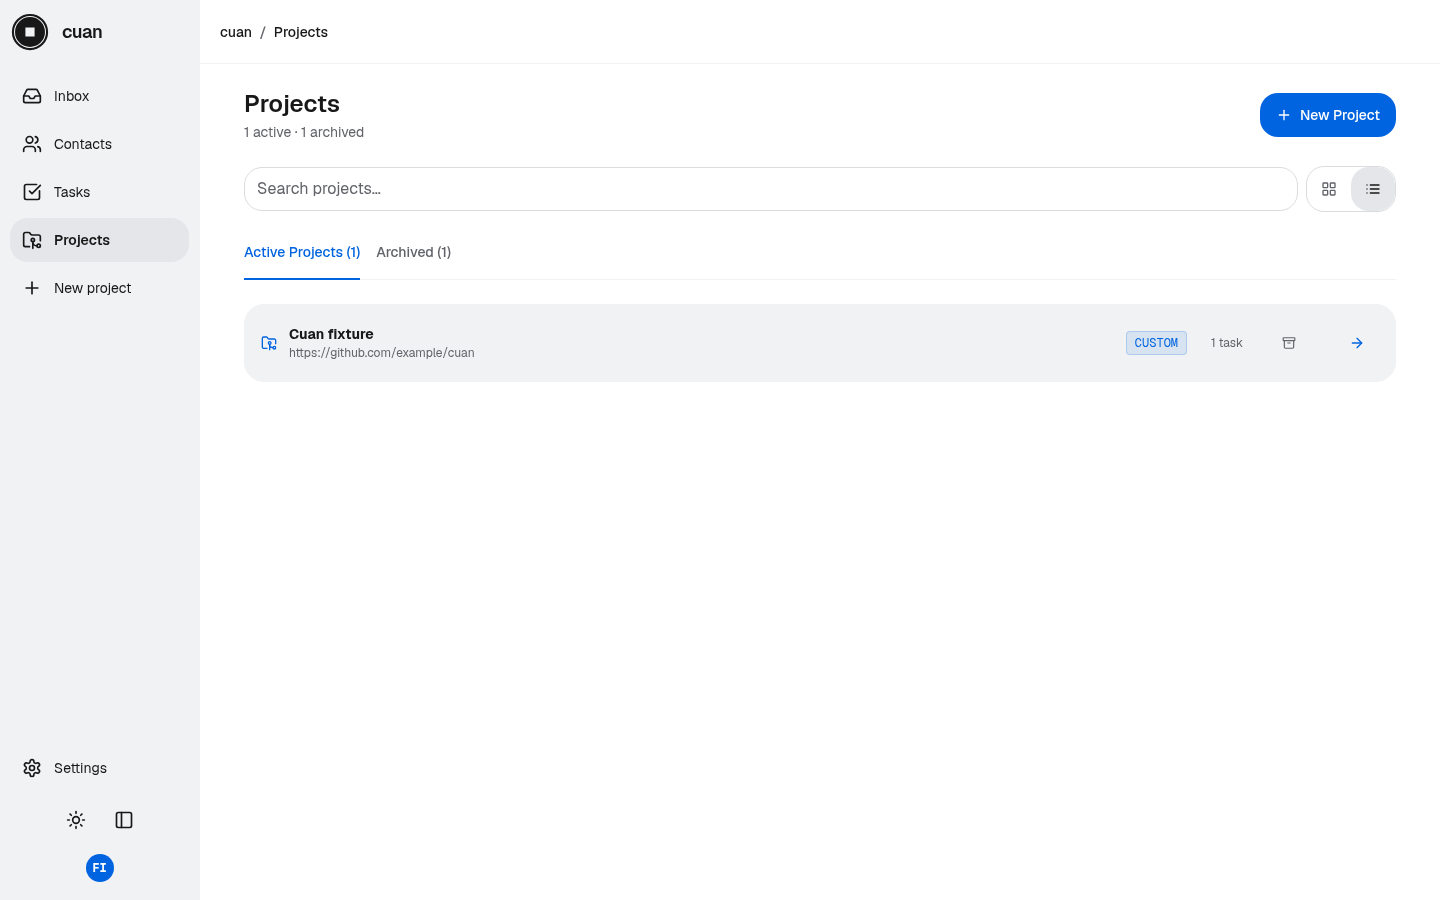 cuan
cuan / Projects
Inbox
Contacts
Tasks
Projects
New project
Settings
FI
Projects
1 active · 1 archived
New Project
Search projects...
Active Projects (1)
Archived (1)
Cuan fixture
https://github.com/example/cuan
CUSTOM
1 task